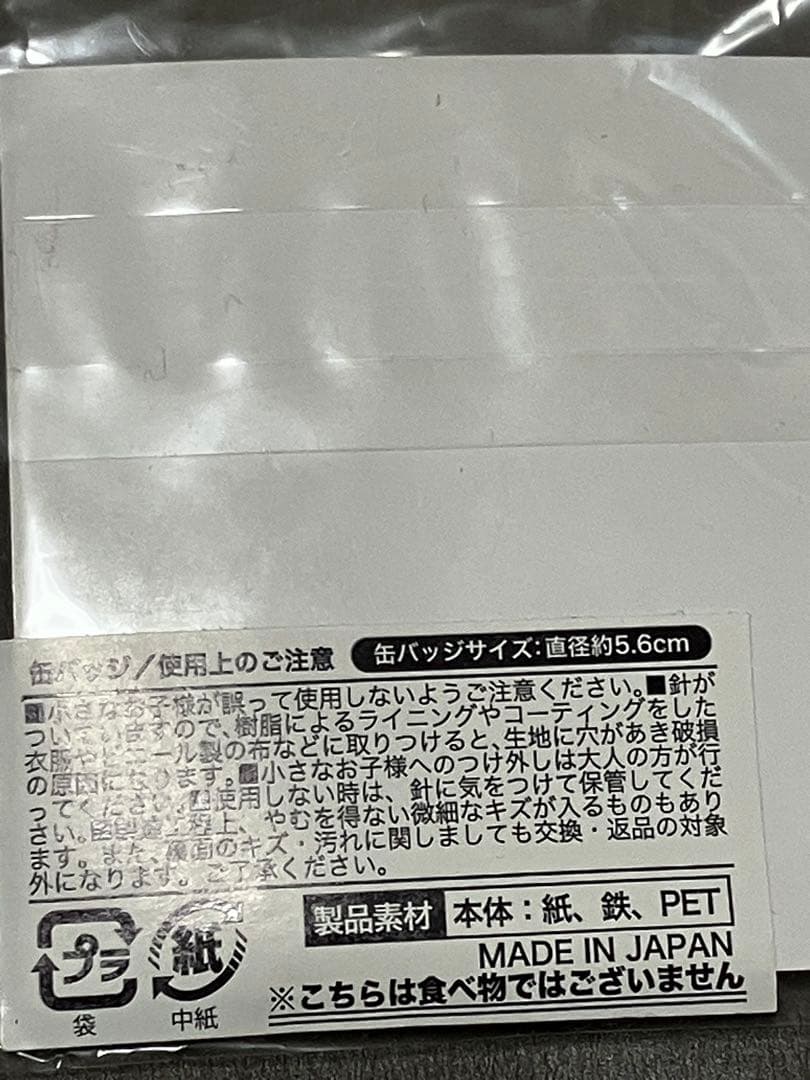 缶バッジ/使用上のご注意
缶バッジサイズ:直径約5.6cm
■小さなお子様が誤って使用しないようご注意ください。■針が
ついていますので、樹脂によるライニングやコーティングをした
衣服やビニール製の布などに取りつけると、生地に穴があき破損
の原因になります。■小さなお子様へのつけ外しは大人の方が行
ってください。■使用しない時は、針に気をつけて保管してくだ
さい。■製造工程上、やむを得ない微細なキズが入るものもあり
ます。また、裏面のキズ・汚れに関しましても交換・返品の対象
外になります。ご了承ください。
製品素材 本体:紙、鉄、PET
MADE IN JAPAN
※こちらは食べ物ではございません
プラ
袋
紙
中紙